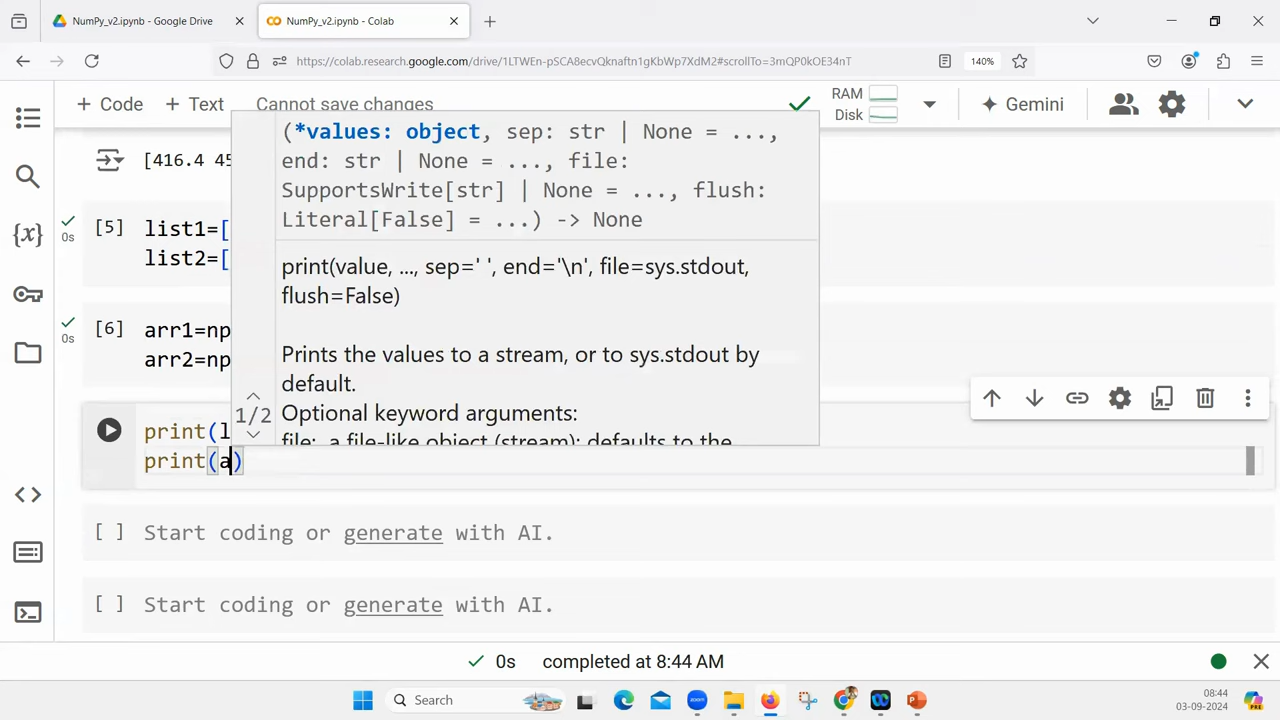 NumPy_v2.ipynb - Google Drive
NumPy_v2.ipynb - Colab
https://colab.research.google.com/drive/1LTWEn-pSCA8ecvQknaftn1gKbWp7XdM2#scrollTo=3mQP0kOE34nT
140%
+ Code + Text Cannot save changes
RAM
Disk
Gemini
(*values: object, sep: str | None = ...,
end: str | None = ..., file:
SupportsWrite[str] | None = ..., flush:
Literal[False] = ...) -> None
print(value, ..., sep=' ', end='\n', file=sys.stdout,
flush=False)
Prints the values to a stream, or to sys.stdout by
default.
Optional keyword arguments:
file: a file-like object (stream); defaults to the
1/2
[416.4 45
[5] list1=[
0s list2=[
[6] arr1=np
0s arr2=np
print(l
print(a)
[ ] Start coding or generate with AI.
[ ] Start coding or generate with AI.
0s completed at 8:44 AM
Search
zoom
08:44
03-09-2024